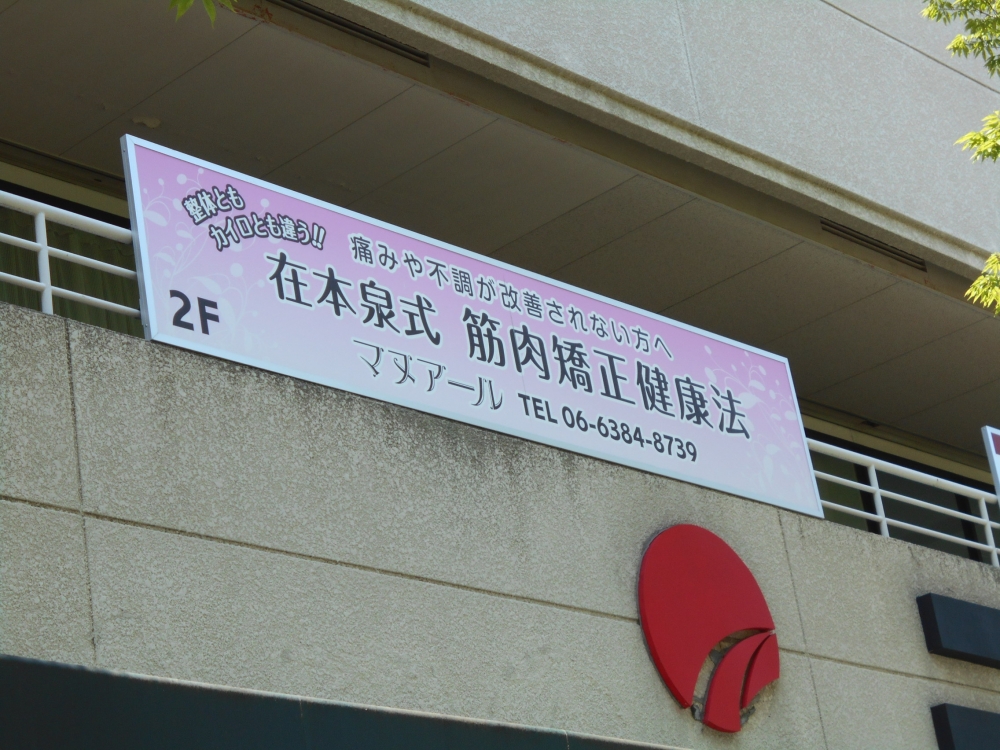 整体とも
カイロとも違う!!
痛みや不調が改善されない方へ
在本泉式 筋肉矯正健康法
2F
マヌアール TEL 06-6384-8739